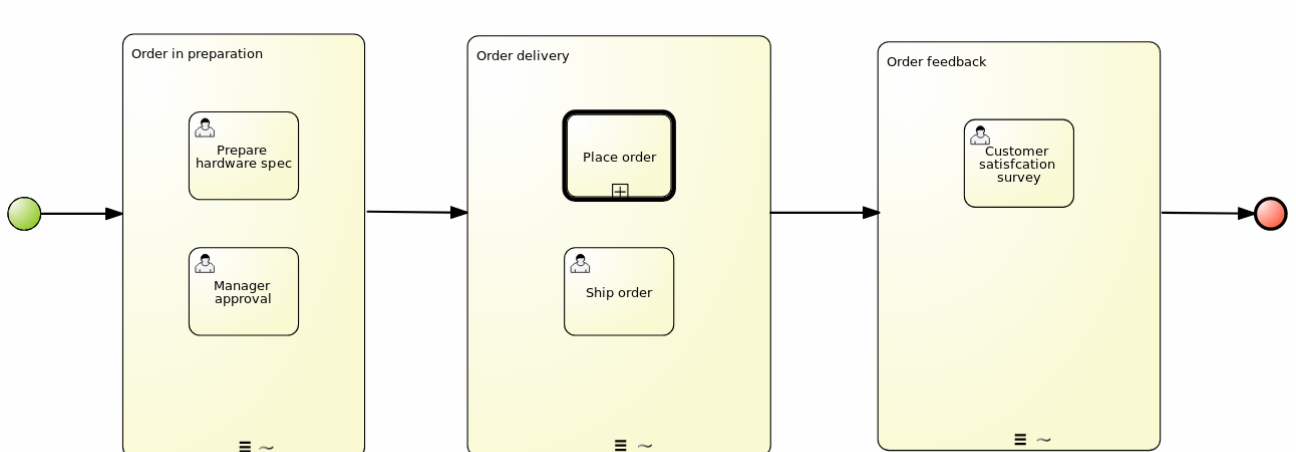 Order in preparation
Prepare
hardware spec
Manager
approval
Order delivery
Place order
Ship order
Order feedback
Customer
satisfcation
survey